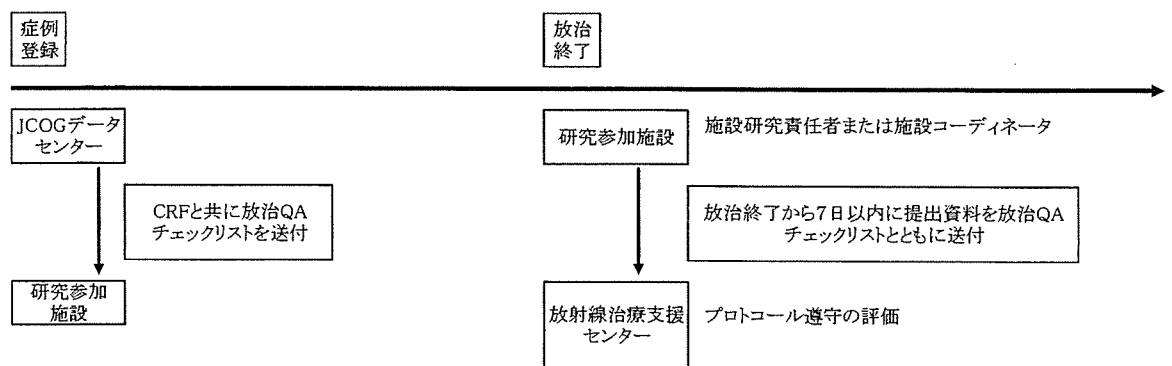 症例
登録
放治
終了
JCOGデータ
センター
研究参加施設
施設研究責任者または施設コーディネータ
CRFと共に放治QA
チェックリストを送付
放治終了から7日以内に提出資料を放治QA
チェックリストとともに送付
研究参加
施設
放射線治療支援
センター
プロトコール遵守の評価